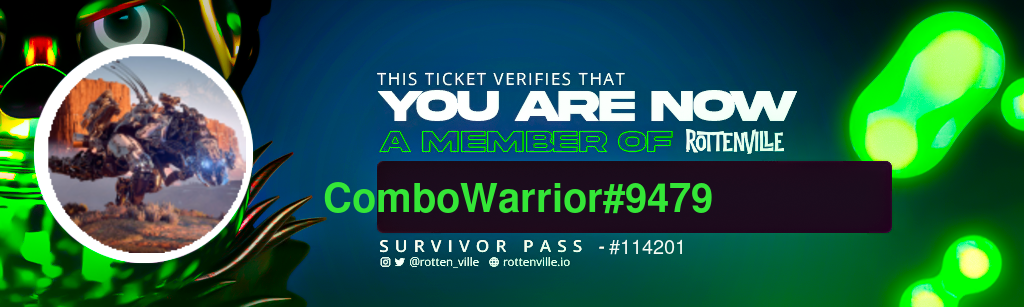 THIS TICKET VERIFIES THAT
YOU ARE NOW
A MEMBER OF ROTTENVILLE
ComboWarrior#9479
SURVIVOR PASS - #114201
@rotten_ville rottenville.io